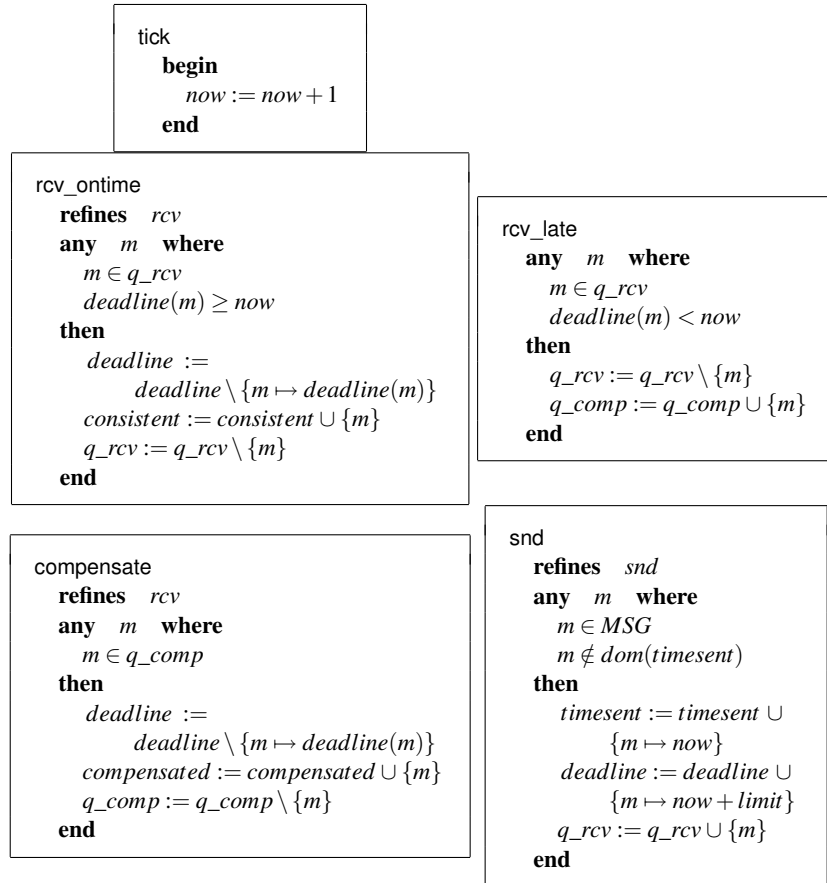 tick
begin
now := now + 1
end
rcv_ontime
refines rcv
any m where
m ∈ q_rcv
deadline(m) ≥ now
then
deadline :=
deadline \ {m ↦ deadline(m)}
consistent := consistent ∪ {m}
q_rcv := q_rcv \ {m}
end
rcv_late
any m where
m ∈ q_rcv
deadline(m) < now
then
q_rcv := q_rcv \ {m}
q_comp := q_comp ∪ {m}
end
compensate
refines rcv
any m where
m ∈ q_comp
then
deadline :=
deadline \ {m ↦ deadline(m)}
compensated := compensated ∪ {m}
q_comp := q_comp \ {m}
end
snd
refines snd
any m where
m ∈ MSG
m ∉ dom(timesent)
then
timesent := timesent ∪
{m ↦ now}
deadline := deadline ∪
{m ↦ now + limit}
q_rcv := q_rcv ∪ {m}
end